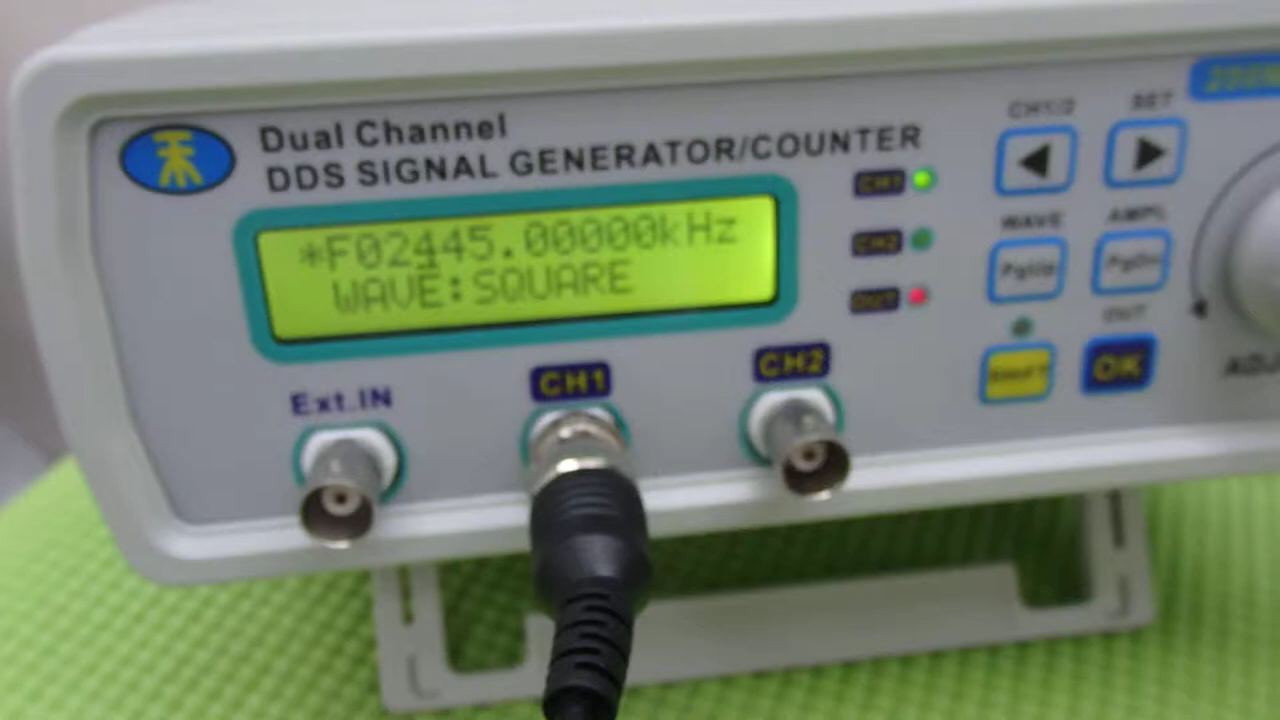 Dual Channel
DDS SIGNAL GENERATOR/COUNTER
*F02445.00000kHz
WAVE:SQUARE
CH1
CH2
OUT
CH1/2
SET
WAVE
AMPL
PgUp
PgDn
OUT
OK
Ext.IN
CH1
CH2